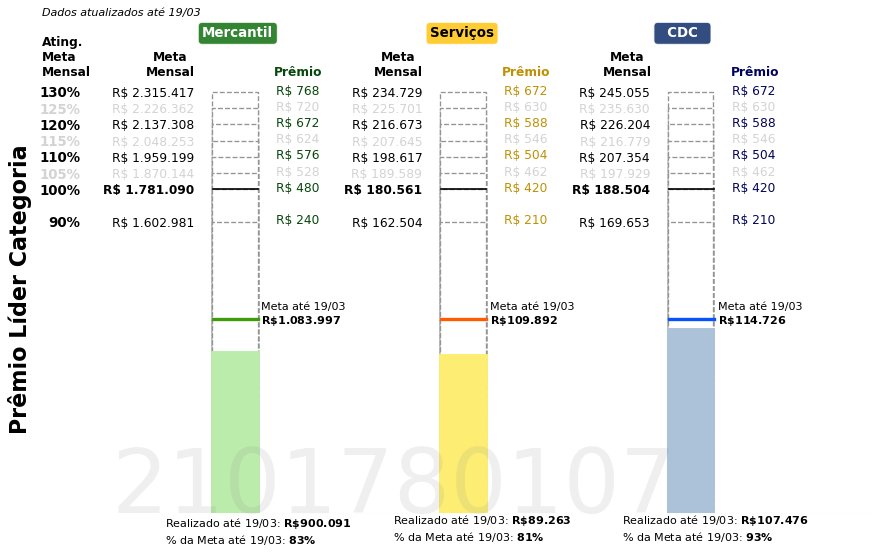 Dados atualizados até 19/03
Mercantil
Serviços
CDC
Ating.
Meta
Mensal
Meta
Mensal
Prêmio
Meta
Mensal
Prêmio
Meta
Mensal
Prêmio
130% R$ 2.315.417 R$ 768 R$ 234.729 R$ 672 R$ 245.055 R$ 672
125% R$ 2.226.362 R$ 720 R$ 225.701 R$ 630 R$ 235.630 R$ 630
120% R$ 2.137.308 R$ 672 R$ 216.673 R$ 588 R$ 226.204 R$ 588
115% R$ 2.048.253 R$ 624 R$ 207.645 R$ 546 R$ 216.779 R$ 546
110% R$ 1.959.199 R$ 576 R$ 198.617 R$ 504 R$ 207.354 R$ 504
105% R$ 1.870.144 R$ 528 R$ 189.589 R$ 462 R$ 197.929 R$ 462
100% R$ 1.781.090 R$ 480 R$ 180.561 R$ 420 R$ 188.504 R$ 420
90% R$ 1.602.981 R$ 240 R$ 162.504 R$ 210 R$ 169.653 R$ 210
Prêmio Líder Categoria
Meta até 19/03
R$1.083.997
Meta até 19/03
R$109.892
Meta até 19/03
R$114.726
2101780107
Realizado até 19/03: R$900.091
% da Meta até 19/03: 83%
Realizado até 19/03: R$89.263
% da Meta até 19/03: 81%
Realizado até 19/03: R$107.476
% da Meta até 19/03: 93%